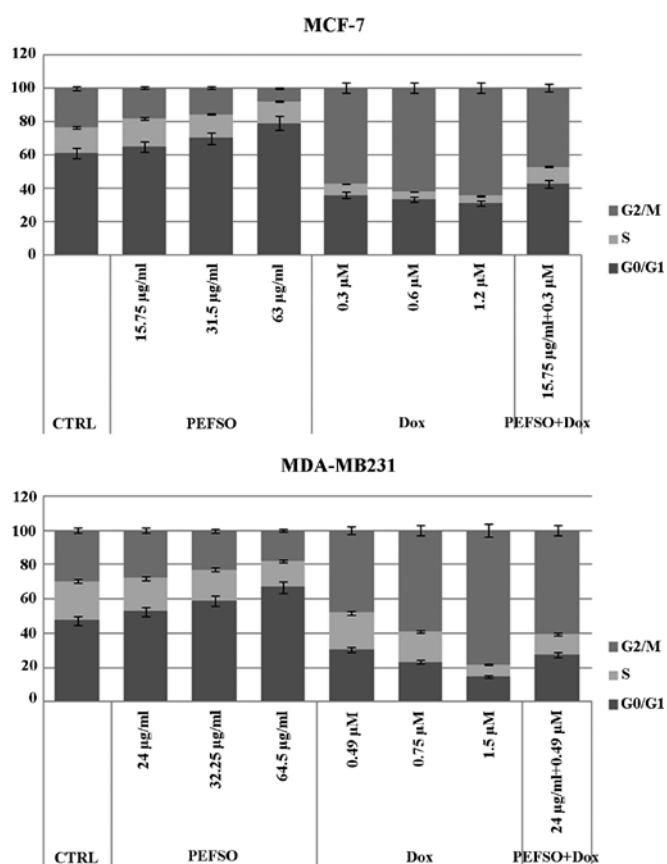 MCF-7
120
100
80
60
40
20
0
G2/M
S
G0/G1
15.75 µg/ml
31.5 µg/ml
63 µg/ml
0.3 µM
0.6 µM
1.2 µM
15.75 µg/ml+0.3 µM
CTRL PEFSO Dox PEFSO+Dox
MDA-MB231
120
100
80
60
40
20
0
G2/M
S
G0/G1
24 µg/ml
32.25 µg/ml
64.5 µg/ml
0.49 µM
0.75 µM
1.5 µM
24 µg/ml+0.49 µM
CTRL PEFSO Dox PEFSO+Dox